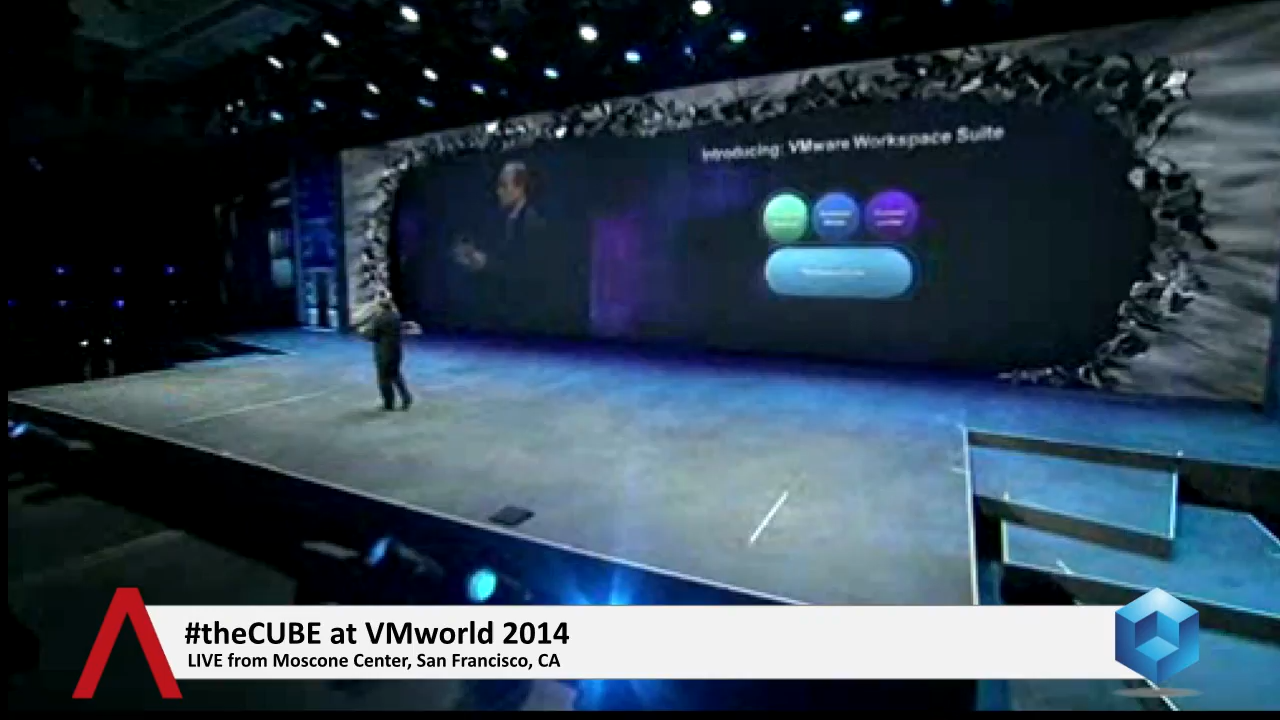 Introducing: VMware Workspace Suite
#theCUBE at VMworld 2014
LIVE from Moscone Center, San Francisco, CA